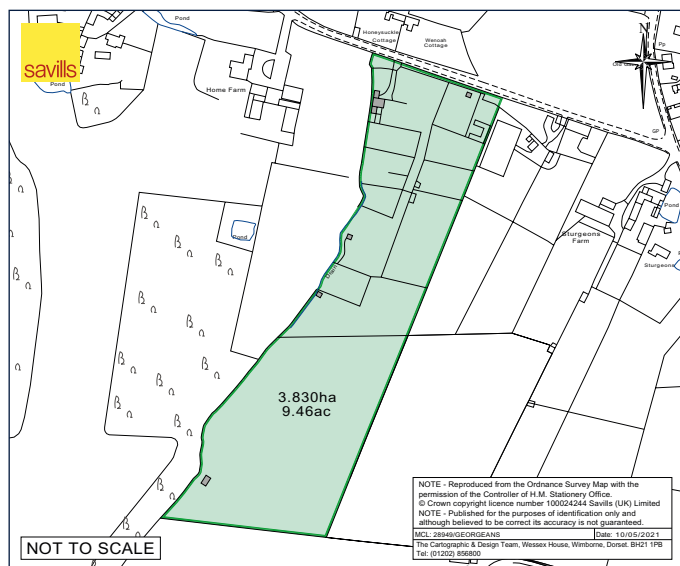 savills
Pond
Pond
Home Farm
Honeysuckle
Cottage
Wenoah
Cottage
N
Pp
GP
Pond
Drain
Sturgeons
Farm
Pond
Sturgeons
3.830ha
9.46ac
NOT TO SCALE
NOTE - Reproduced from the Ordnance Survey Map with the
permission of the Controller of H.M. Stationery Office.
© Crown copyright licence number 100024244 Savills (UK) Limited
NOTE - Published for the purposes of identification only and
although believed to be correct its accuracy is not guaranteed.
MCL: 28949/GEORGEANS
Date: 10/05/2021
The Cartographic & Design Team, Wessex House, Wimborne, Dorset. BH21 1PB
Tel: (01202) 856800